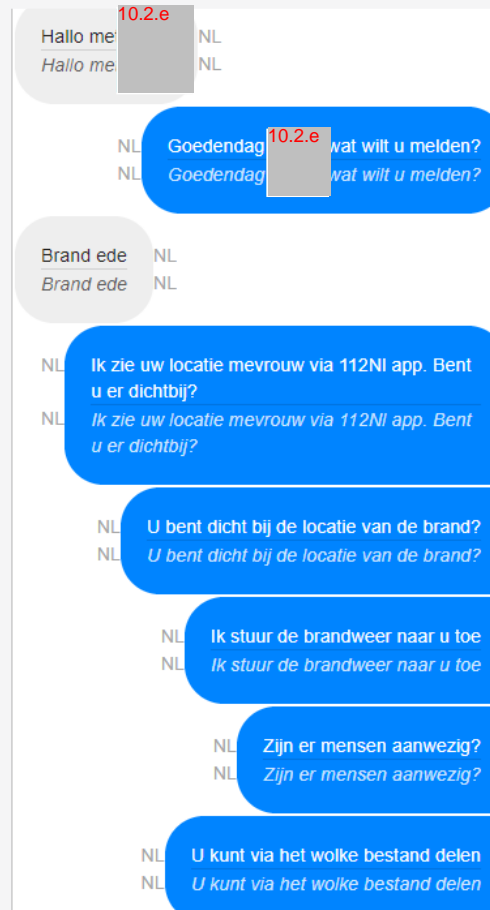 10.2.e
Hallo me NL
Hallo me NL
10.2.e
NL Goedendag wat wilt u melden?
NL Goedendag wat wilt u melden?
Brand ede NL
Brand ede NL
NL Ik zie uw locatie mevrouw via 112Nl app. Bent
u er dichtbij?
NL Ik zie uw locatie mevrouw via 112Nl app. Bent
u er dichtbij?
NL U bent dicht bij de locatie van de brand?
NL U bent dicht bij de locatie van de brand?
NL Ik stuur de brandweer naar u toe
NL Ik stuur de brandweer naar u toe
NL Zijn er mensen aanwezig?
NL Zijn er mensen aanwezig?
NL U kunt via het wolke bestand delen
NL U kunt via het wolke bestand delen